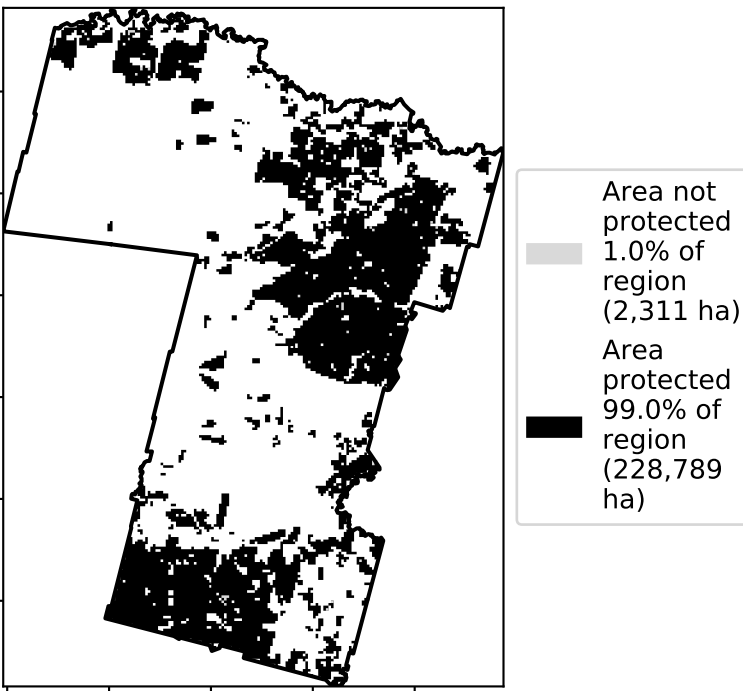 Area not
protected
1.0% of
region
(2,311 ha)
Area
protected
99.0% of
region
(228,789
ha)